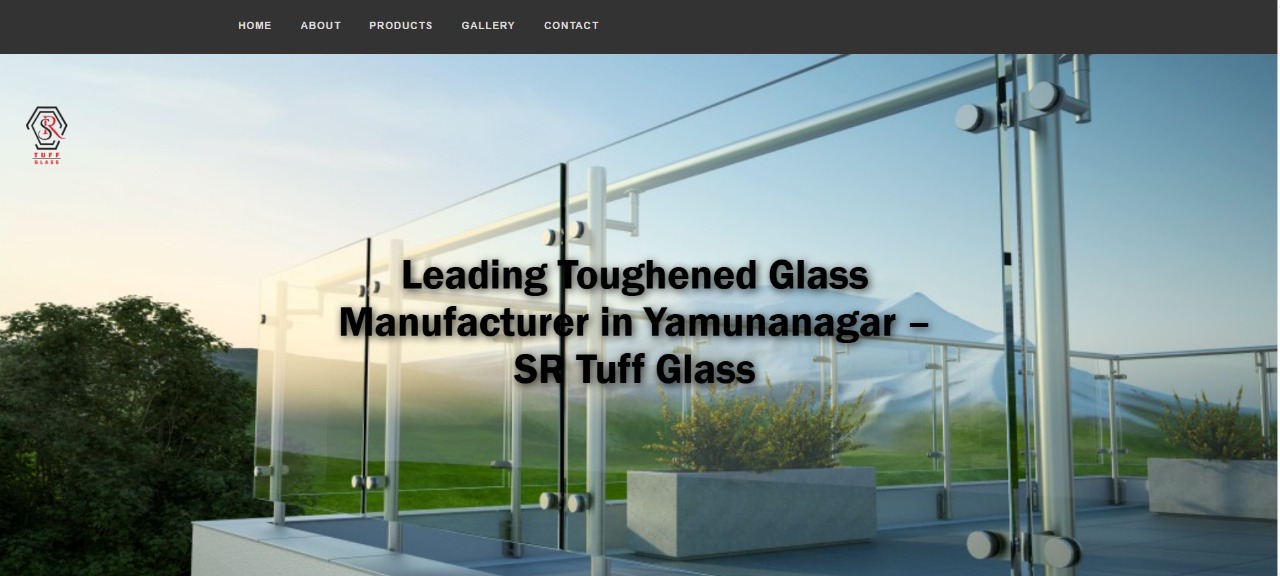 HOME ABOUT PRODUCTS GALLERY CONTACT
SR
TUFF
GLASS
Leading Toughened Glass
Manufacturer in Yamunanagar –
SR Tuff Glass